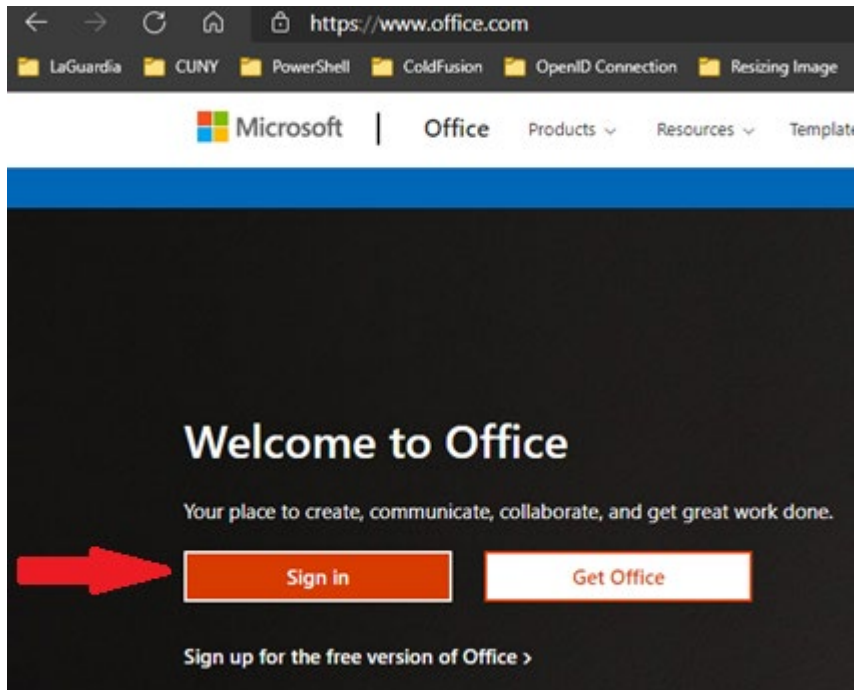 https://www.office.com
LaGuardia CUNY PowerShell ColdFusion OpenID Connection Resizing Image
Microsoft | Office Products Resources Template
Welcome to Office
Your place to create, communicate, collaborate, and get great work done.
Sign in Get Office
Sign up for the free version of Office >